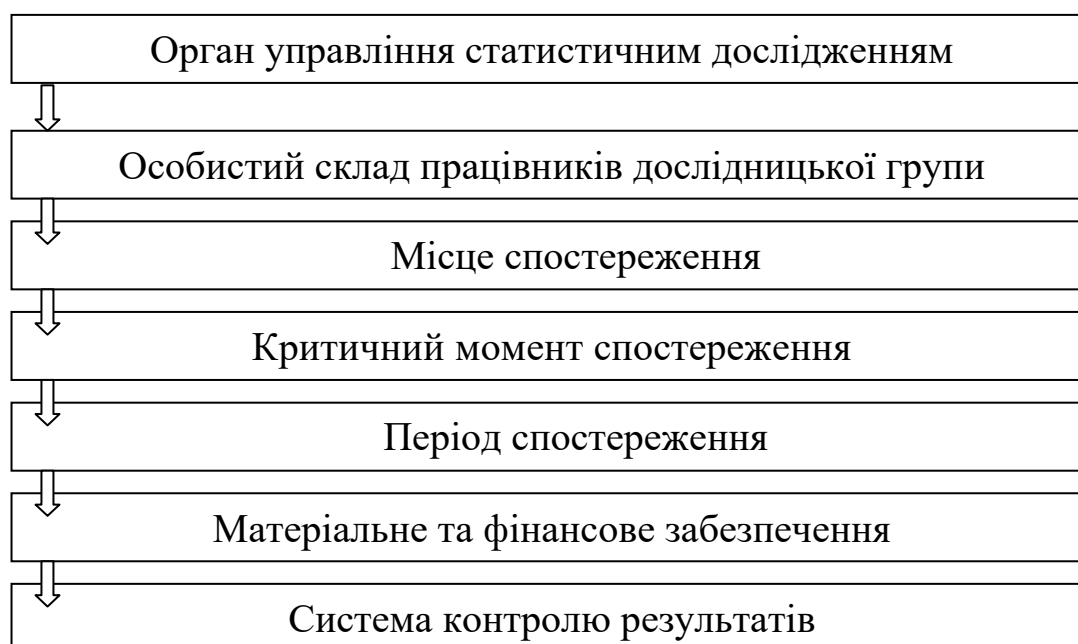 Орган управління статистичним дослідженням
Особистий склад працівників дослідницької групи
Місце спостереження
Критичний момент спостереження
Період спостереження
Матеріальне та фінансове забезпечення
Система контролю результатів